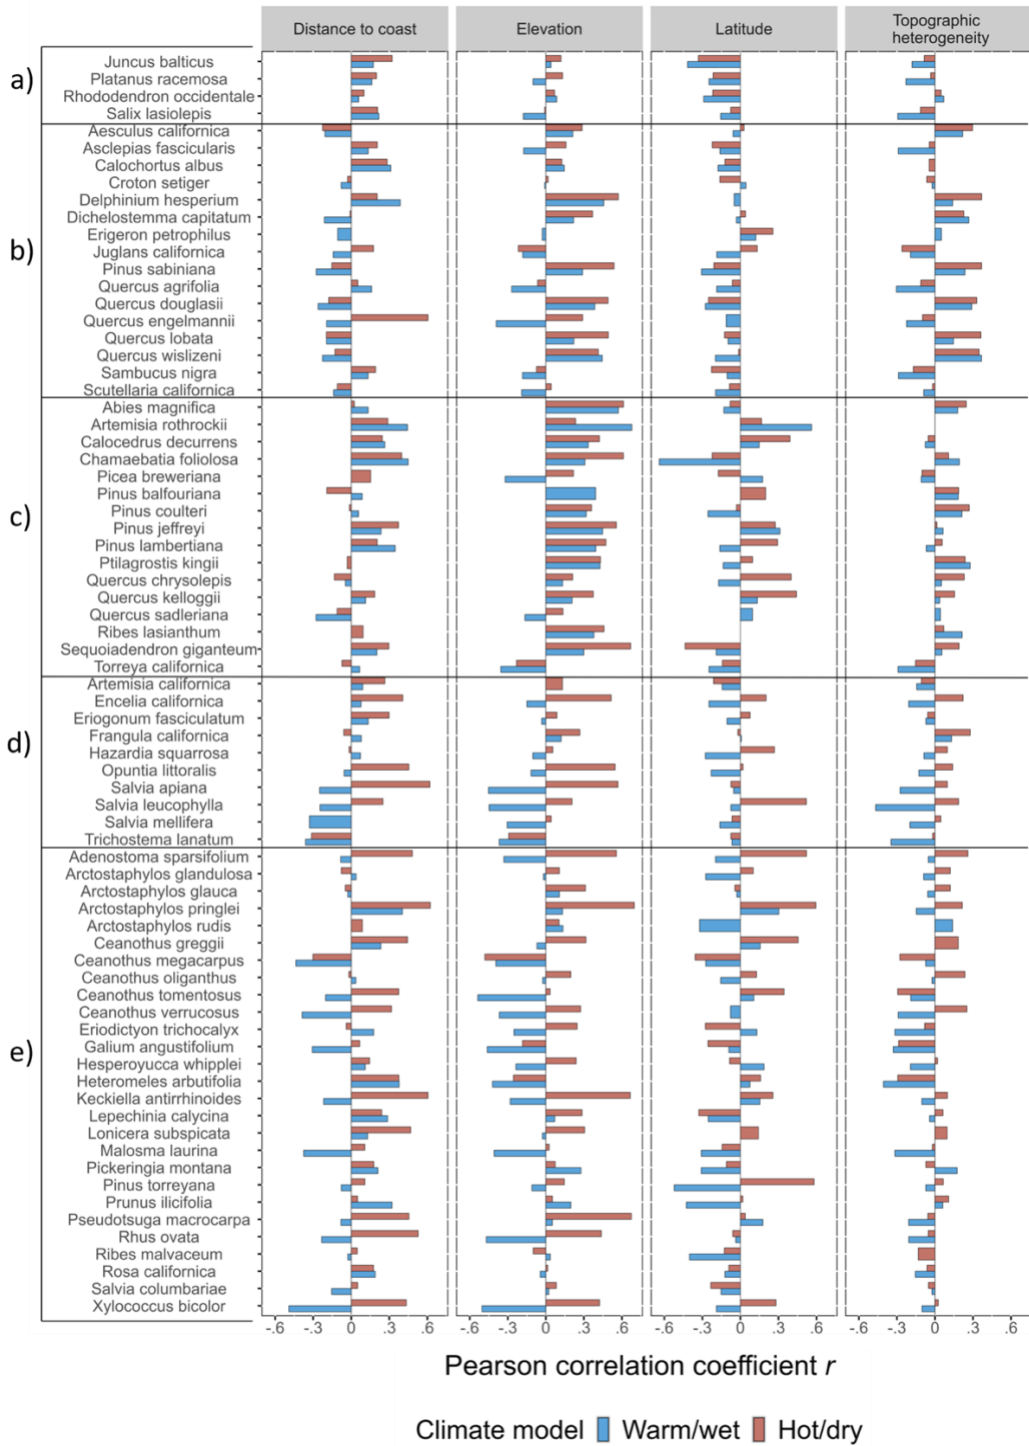 Distance to coast Elevation Latitude Topographic
heterogeneity
a)
Juncus balticus
Platanus racemosa
Rhododendron occidentale
Salix lasiolepis
b)
Aesculus californica
Asclepias fascicularis
Calochortus albus
Croton setiger
Delphinium hesperium
Dichelostemma capitatum
Erigeron petrophilus
Juglans californica
Pinus sabiniana
Quercus agrifolia
Quercus douglasii
Quercus engelmannii
Quercus lobata
Quercus wislizeni
Sambucus nigra
Scutellaria californica
c)
Abies magnifica
Artemisia rothrockii
Calocedrus decurrens
Chamaebatia foliolosa
Picea breweriana
Pinus balfouriana
Pinus coulteri
Pinus jeffreyi
Pinus lambertiana
Ptilagrostis kingii
Quercus chrysolepis
Quercus kelloggii
Quercus sadleriana
Ribes lasianthum
Sequoiadendron giganteum
Torreya californica
d)
Artemisia californica
Encelia californica
Eriogonum fasciculatum
Frangula californica
Hazardia squarrosa
Opuntia littoralis
Salvia apiana
Salvia leucophylla
Salvia mellifera
Trichostema lanatum
e)
Adenostoma sparsifolium
Arctostaphylos glandulosa
Arctostaphylos glauca
Arctostaphylos pringlei
Arctostaphylos rudis
Ceanothus greggii
Ceanothus megacarpus
Ceanothus oliganthus
Ceanothus tomentosus
Ceanothus verrucosus
Eriodictyon trichocalyx
Galium angustifolium
Hesperoyucca whipplei
Heteromeles arbutifolia
Keckiella antirrhinoides
Lepechinia calycina
Lonicera subspicata
Malosma laurina
Pickeringia montana
Pinus torreyana
Prunus ilicifolia
Pseudotsuga macrocarpa
Rhus ovata
Ribes malvaceum
Rosa californica
Salvia columbariae
Xylococcus bicolor
-.6 -.3 0 .3 .6 -.6 -.3 0 .3 .6 -.6 -.3 0 .3 .6 -.6 -.3 0 .3 .6
Pearson correlation coefficient r
Climate model Warm/wet Hot/dry